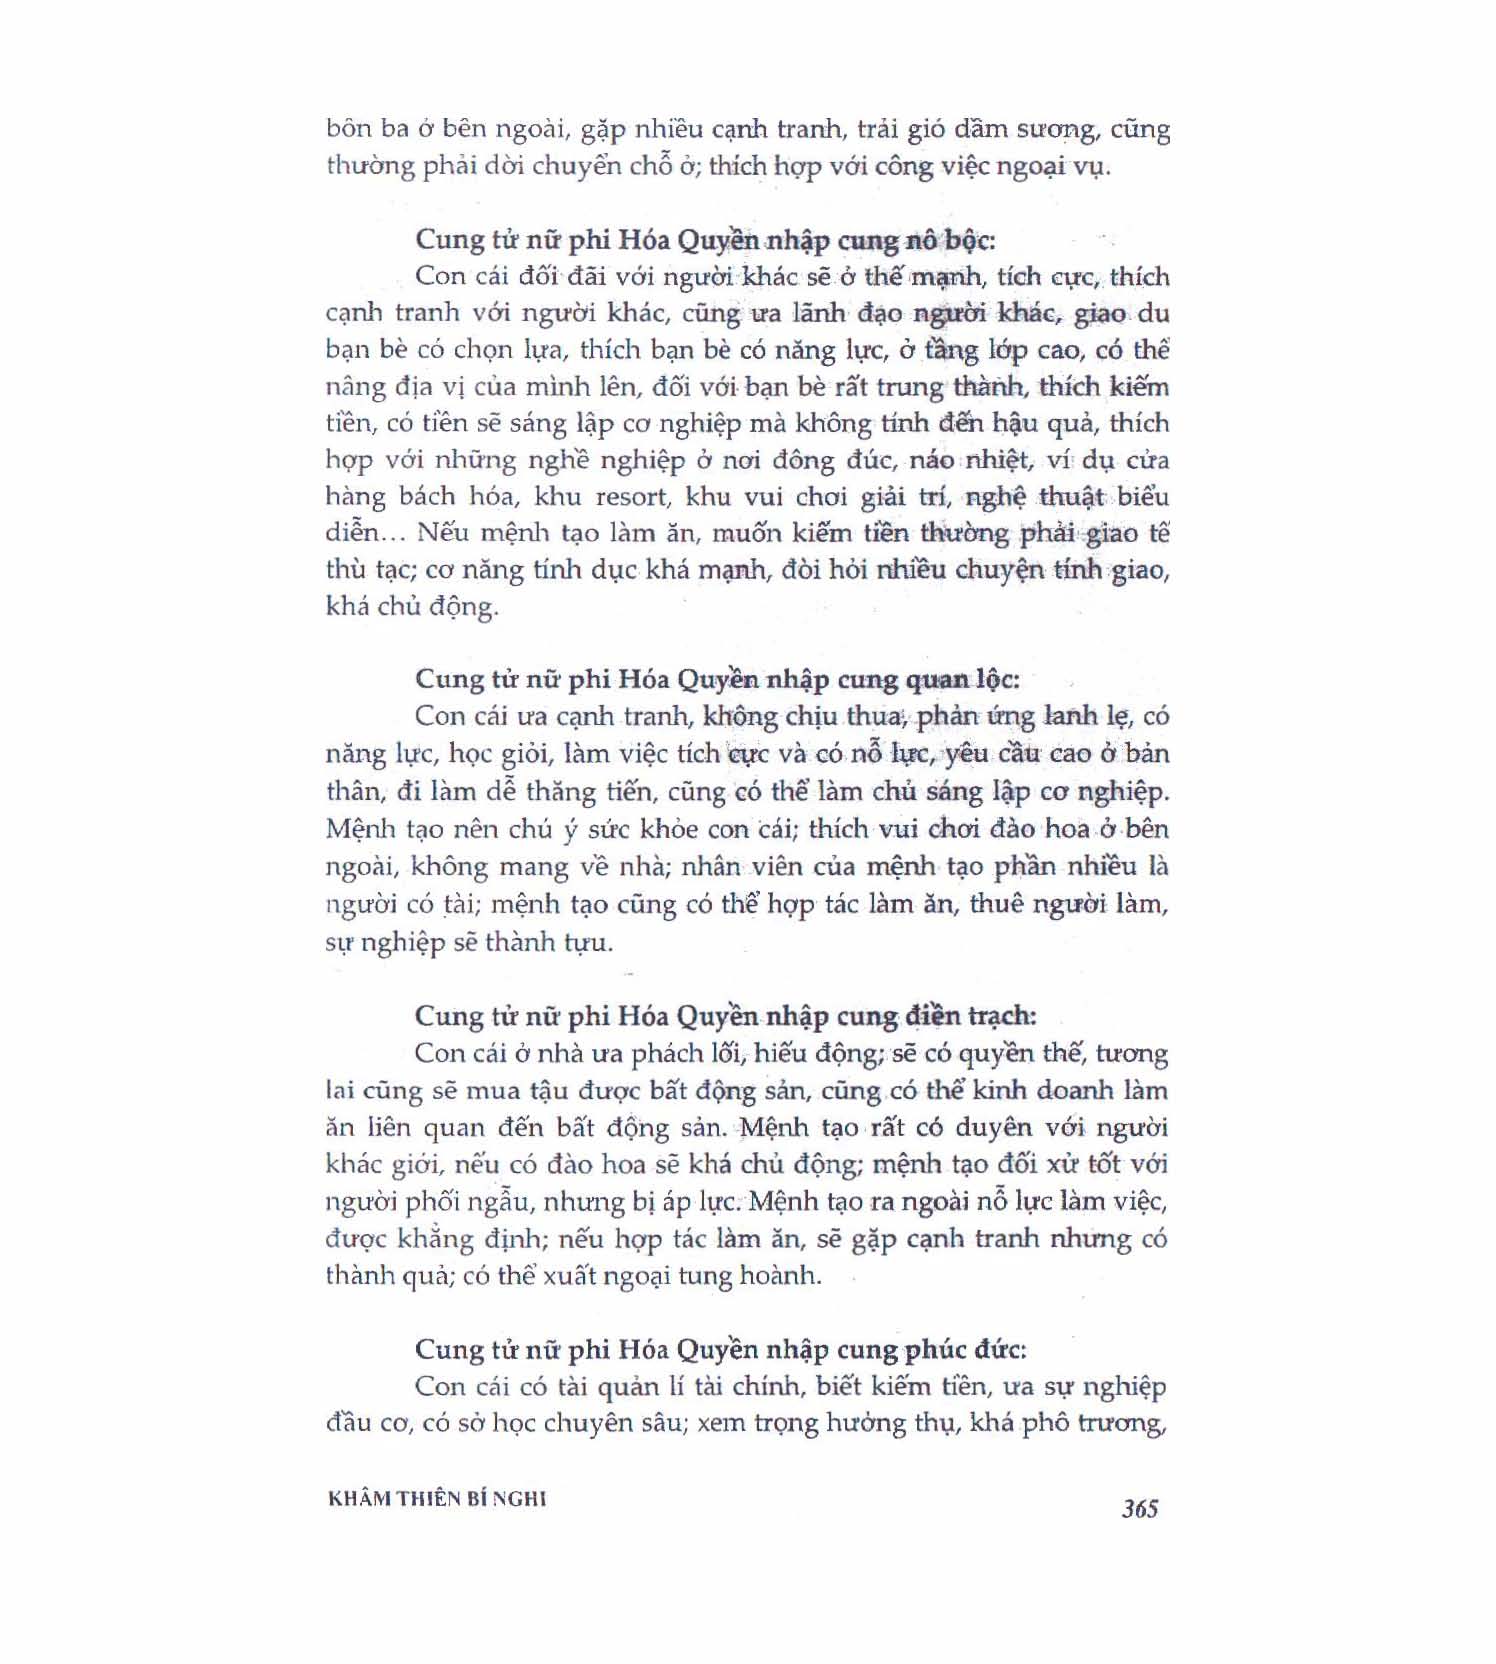 bôn ba ở bên ngoài, gặp nhiều cạnh tranh, trải gió dầm sương, cũng
thường phải dời chuyển chỗ ở; thích hợp với công việc ngoại vụ.
Cung tử nữ phi Hóa Quyền nhập cung nô bộc:
Con cái đối đãi với người khác sẽ ở thế mạnh, tích cực, thích
cạnh tranh với người khác, cũng ưa lãnh đạo người khác, giao du
bạn bè có chọn lựa, thích bạn bè có năng lực, ở tầng lớp cao, có thể
nâng địa vị của mình lên, đối với bạn bè rất trung thành, thích kiếm
tiền, có tiền sẽ sáng lập cơ nghiệp mà không tính đến hậu quả, thích
hợp với những nghề nghiệp ở nơi đông đúc, náo nhiệt, ví dụ cửa
hàng bách hóa, khu resort, khu vui chơi giải trí, nghệ thuật biểu
diễn... Nếu mệnh tạo làm ăn, muốn kiếm tiền thường phải giao tế
thù tạc; cơ năng tính dục khá mạnh, đòi hỏi nhiều chuyện tính giao,
khá chủ động.
Cung tử nữ phi Hóa Quyền nhập cung quan lộc:
Con cái ưa cạnh tranh, không chịu thua, phản ứng lanh lẹ, có
năng lực, học giỏi, làm việc tích cực và có nỗ lực, yêu cầu cao ở bản
thân, đi làm dễ thăng tiến, cũng có thể làm chủ sáng lập cơ nghiệp.
Mệnh tạo nên chú ý sức khỏe con cái; thích vui chơi đào hoa ở bên
ngoài, không mang về nhà; nhân viên của mệnh tạo phần nhiều là
người có tài; mệnh tạo cũng có thể hợp tác làm ăn, thuê người làm,
sự nghiệp sẽ thành tựu.
Cung tử nữ phi Hóa Quyền nhập cung điền trạch:
Con cái ở nhà ưa phách lối, hiếu động; sẽ có quyền thế, tương
lai cũng sẽ mua tậu được bất động sản, cũng có thể kinh doanh làm
ăn liên quan đến bất động sản. Mệnh tạo rất có duyên với người
khác giới, nếu có đào hoa sẽ khá chủ động; mệnh tạo đối xử tốt với
người phối ngẫu, nhưng bị áp lực. Mệnh tạo ra ngoài nỗ lực làm việc,
được khẳng định; nếu hợp tác làm ăn, sẽ gặp cạnh tranh nhưng có
thành quả; có thể xuất ngoại tung hoành.
Cung tử nữ phi Hóa Quyền nhập cung phúc đức:
Con cái có tài quản lí tài chính, biết kiếm tiền, ưa sự nghiệp
đầu cơ, có sở học chuyên sâu; xem trọng hưởng thụ, khá phô trương,
KHÂM THIÊN BÍ NGHI
365